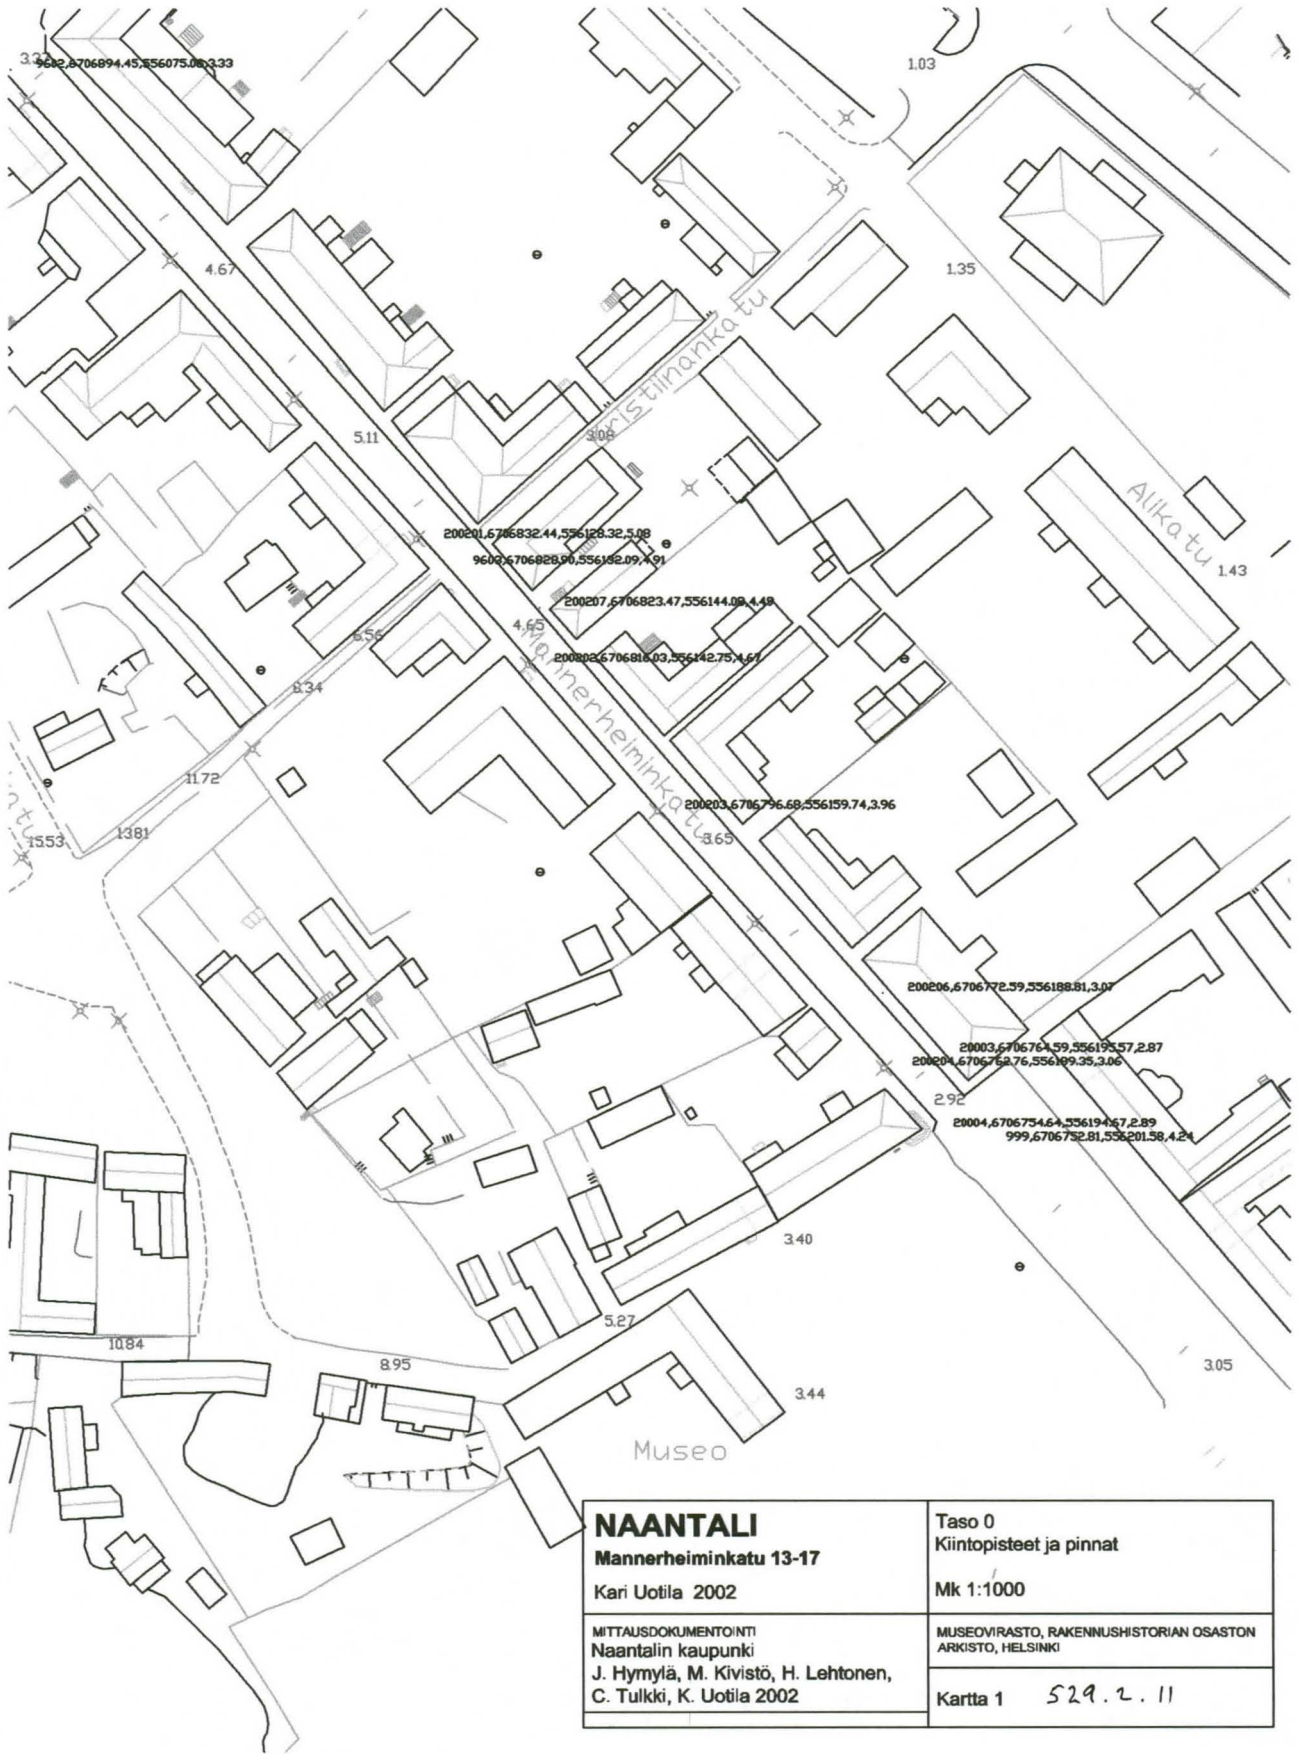 1.03
9602,6706894.45,556075.08,3.33
4.67
1.35
Kristiinankatu
5.11
3.08
Alikatu
200201,6706832.44,556128.32,5.08
9603,6706828.90,556132.09,4.91
1.43
200207,6706823.47,556144.09,4.49
4.65
6.56
200202,6706816.03,556142.75,4.67
Mannerheiminkatu
8.34
11.72
200203,6706796.68,556159.74,3.96
13.81
15.53
3.65
200206,6706772.59,556188.81,3.07
20003,6706764.59,556195.57,2.87
200204,6706762.76,556189.35,3.06
2.92
20004,6706754.64,556194.67,2.89
999,6706752.81,556201.58,4.24
3.40
5.27
10.84
8.95
3.05
3.44
Museo
NAANTALI
Mannerheiminkatu 13-17
Kari Uotila 2002
Taso 0
Kiintopisteet ja pinnat
Mk 1:1000
MITTAUSDOKUMENTOINTI
Naantalin kaupunki
J. Hymylä, M. Kivistö, H. Lehtonen,
C. Tulkki, K. Uotila 2002
MUSEOVIRASTO, RAKENNUSHISTORIAN OSASTON
ARKISTO, HELSINKI
Kartta 1 529.2.11